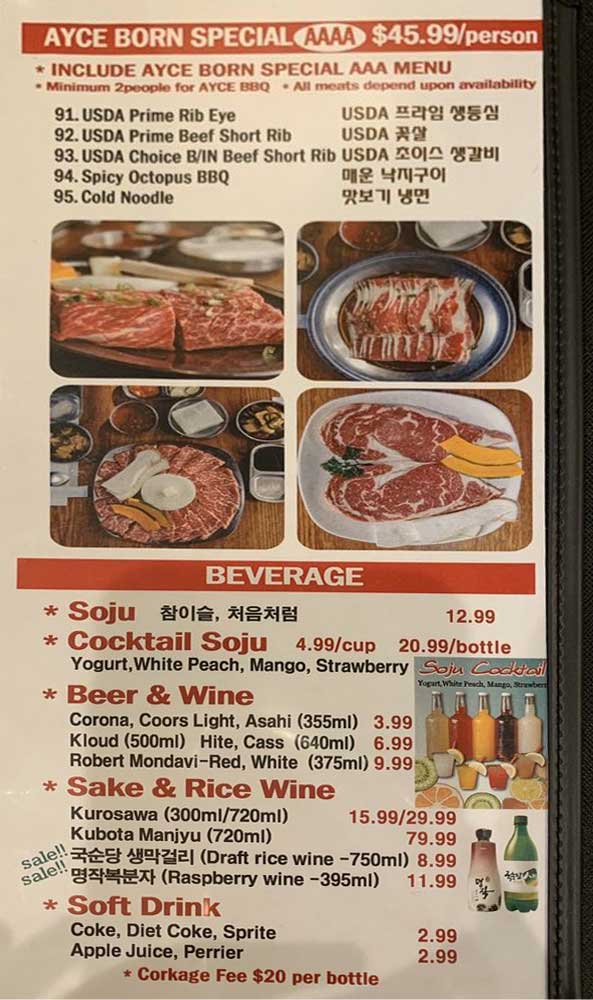 AYCE BORN SPECIAL AAAA $45.99/person
* INCLUDE AYCE BORN SPECIAL AAA MENU
* Minimum 2people for AYCE BBQ * All meats depend upon availability
91. USDA Prime Rib Eye USDA 프라임 생등심
92. USDA Prime Beef Short Rib USDA 꽃살
93. USDA Choice B/IN Beef Short Rib USDA 쵸이스 생갈비
94. Spicy Octopus BBQ 매운 낙지구이
95. Cold Noodle 맛보기 냉면
BEVERAGE
* Soju 참이슬, 처음처럼 12.99
* Cocktail Soju 4.99/cup 20.99/bottle
Yogurt,White Peach, Mango, Strawberry
Soju Cocktail
Yogurt,White Peach, Mango, Strawberry
* Beer & Wine
Corona, Coors Light, Asahi (355ml) 3.99
Kloud (500ml) Hite, Cass (640ml) 6.99
Robert Mondavi-Red, White (375ml) 9.99
* Sake & Rice Wine
Kurosawa (300ml/720ml) 15.99/29.99
Kubota Manjyu (720ml) 79.99
sale!! 국순당 생막걸리 (Draft rice wine -750ml) 8.99
sale!! 명작복분자 (Raspberry wine -395ml) 11.99
* Soft Drink
Coke, Diet Coke, Sprite 2.99
Apple Juice, Perrier 2.99
* Corkage Fee $20 per bottle